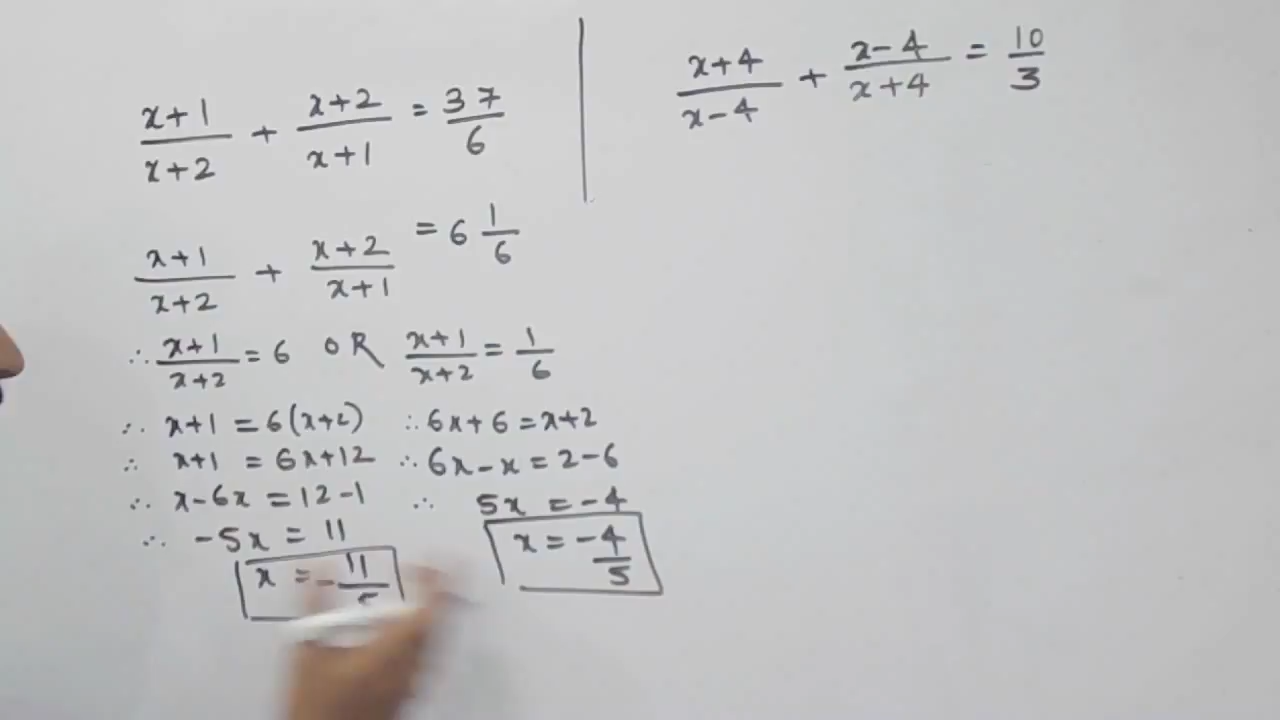 x+1/x+2 + x+2/x+1 = 37/6
x+1/x+2 + x+2/x+1 = 6 1/6
∴ x+1/x+2 = 6 OR x+1/x+2 = 1/6
∴ x+1 = 6(x+2) ∴ 6x+6 = x+2
∴ x+1 = 6x+12 ∴ 6x-x = 2-6
∴ x-6x = 12-1 ∴ 5x = -4
∴ -5x = 11 x = -4/5
x = -11/5
x+4/x-4 + x-4/x+4 = 10/3